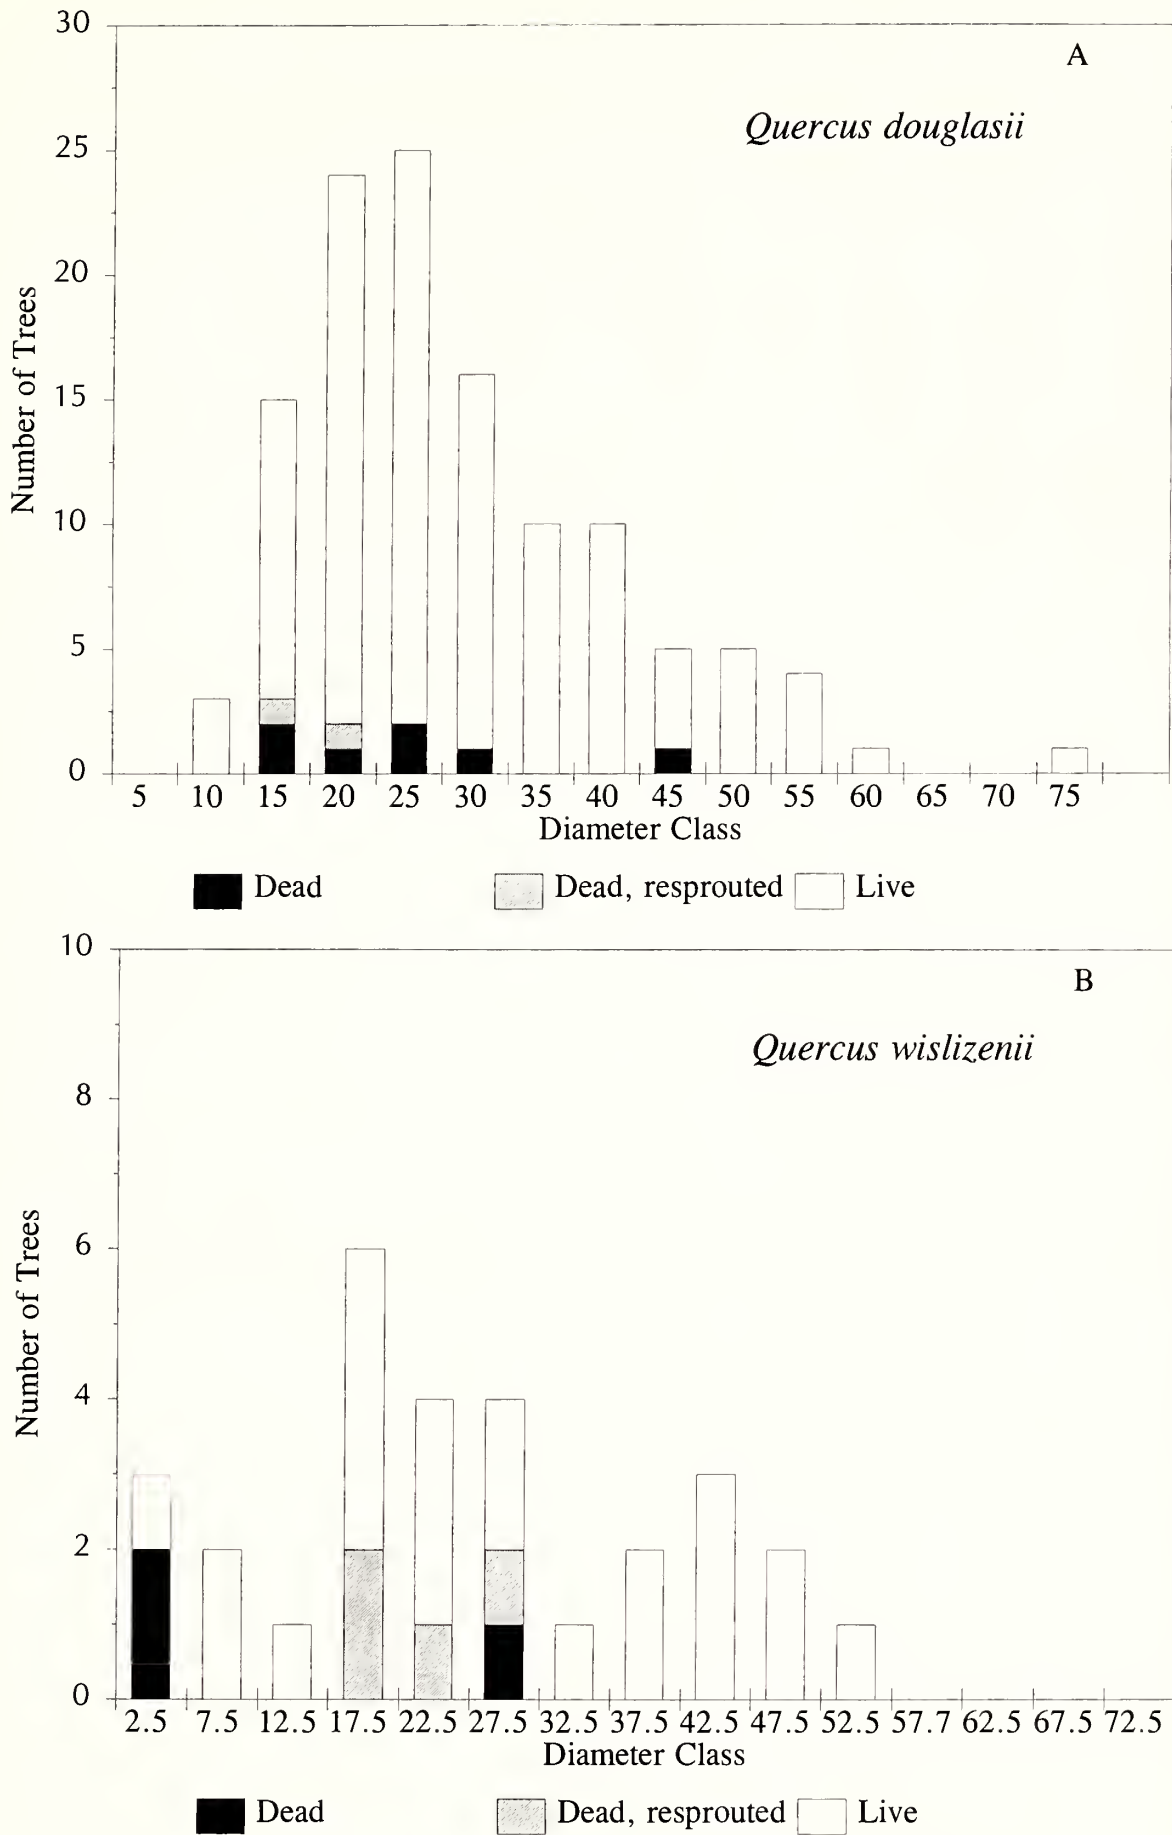 30
A
Quercus douglasii
25
20
15
10
5
0
Number of Trees
5 10 15 20 25 30 35 40 45 50 55 60 65 70 75
Diameter Class
Dead Dead, resprouted Live
10
B
Quercus wislizenii
8
6
4
2
0
Number of Trees
2.5 7.5 12.5 17.5 22.5 27.5 32.5 37.5 42.5 47.5 52.5 57.7 62.5 67.5 72.5
Diameter Class
Dead Dead, resprouted Live